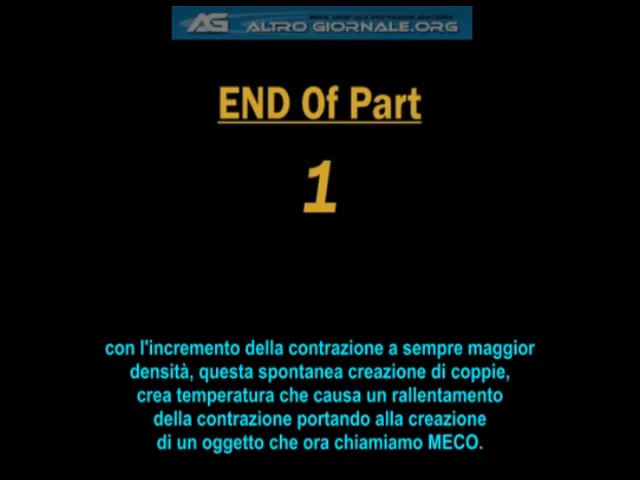 AG ALTRO GIORNALE.ORG
END Of Part
1
con l'incremento della contrazione a sempre maggior
densità, questa spontanea creazione di coppie,
crea temperatura che causa un rallentamento
della contrazione portando alla creazione
di un oggetto che ora chiamiamo MECO.